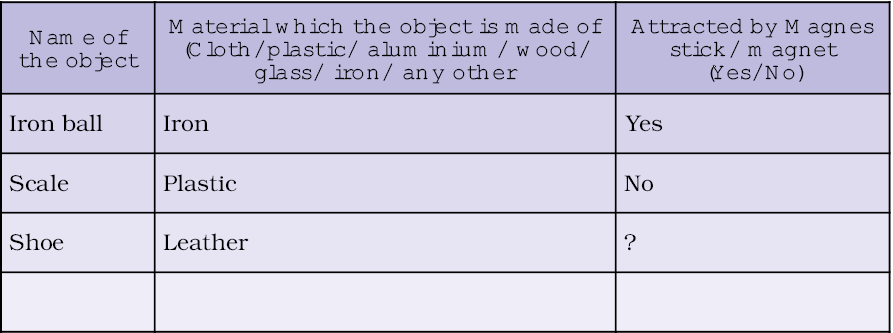 Name of
the object
Material which the object is made of
(Cloth/plastic/ aluminium / wood/
glass/ iron/ any other
Attracted by Magnes
stick/ magnet
(Yes/No)
Iron ball
Iron
Yes
Scale
Plastic
No
Shoe
Leather
?